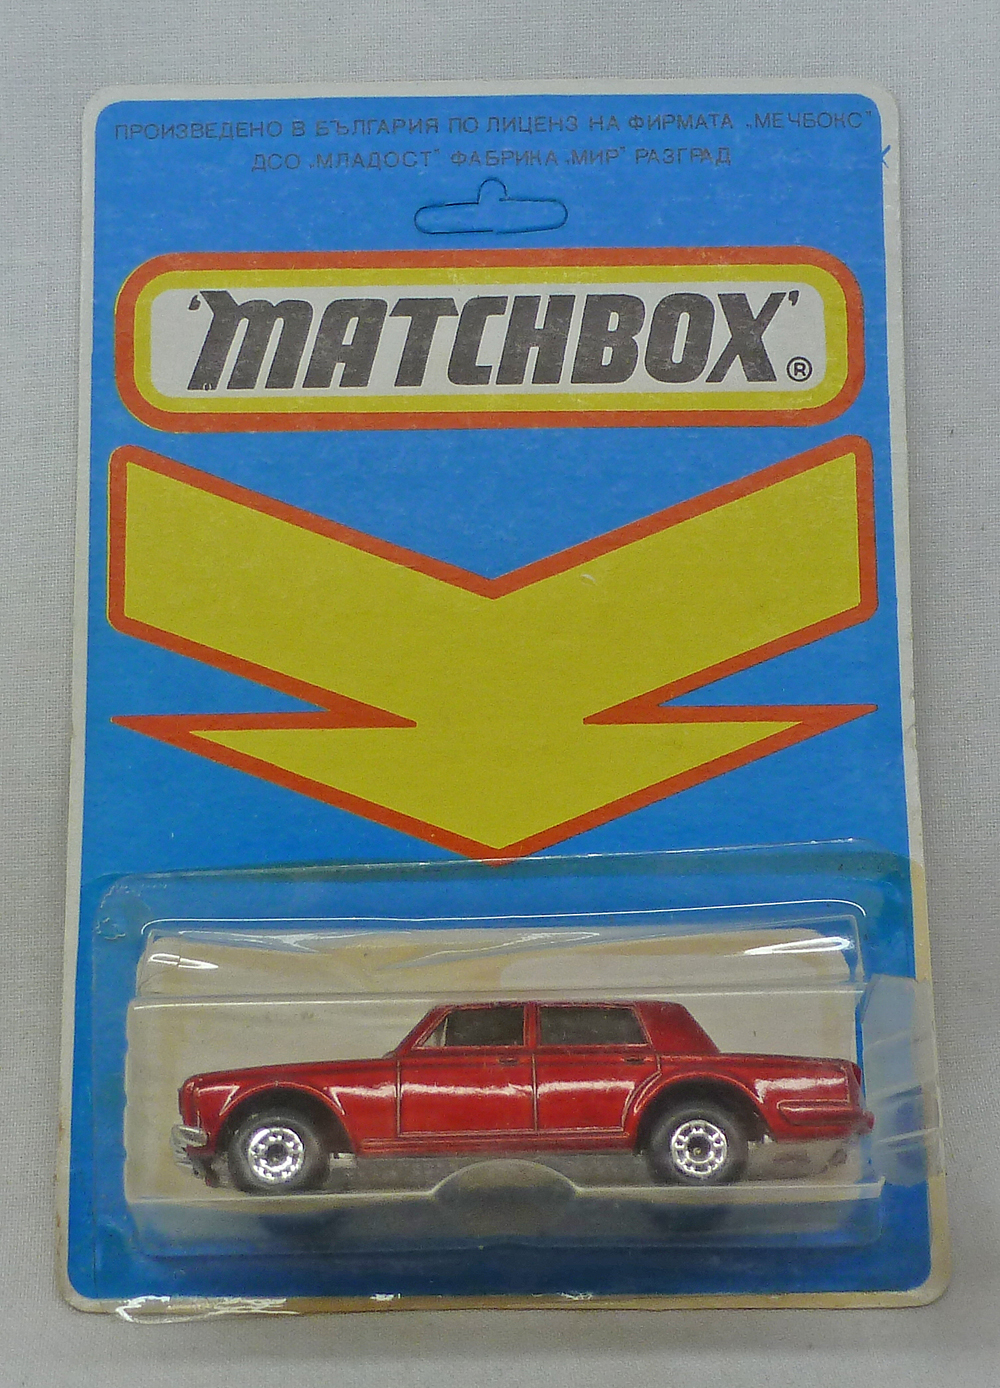 ПРОИЗВЕДЕНО В БЪЛГАРИЯ ПО ЛИЦЕНЗ НА ФИРМАТА „МЕЧБОКС”
ДСО „МЛАДОСТ” ФАБРИКА „МИР” РАЗГРАД
'MATCHBOX'®